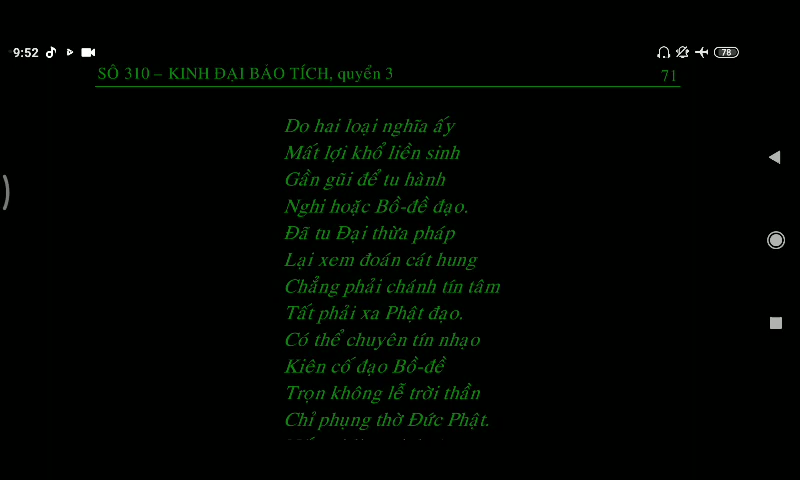 9:52
78
SỐ 310 – KINH ĐẠI BẢO TÍCH, quyển 3
71
Do hai loại nghĩa ấy
Mất lợi khổ liền sinh
Gần gũi để tu hành
Nghi hoặc Bồ-đề đạo.
Đã tu Đại thừa pháp
Lại xem đoán cát hung
Chẳng phải chánh tín tâm
Tất phải xa Phật đạo.
Có thể chuyên tín nhạo
Kiên cố đạo Bồ-đề
Trọn không lễ trời thần
Chỉ phụng thờ Đức Phật.